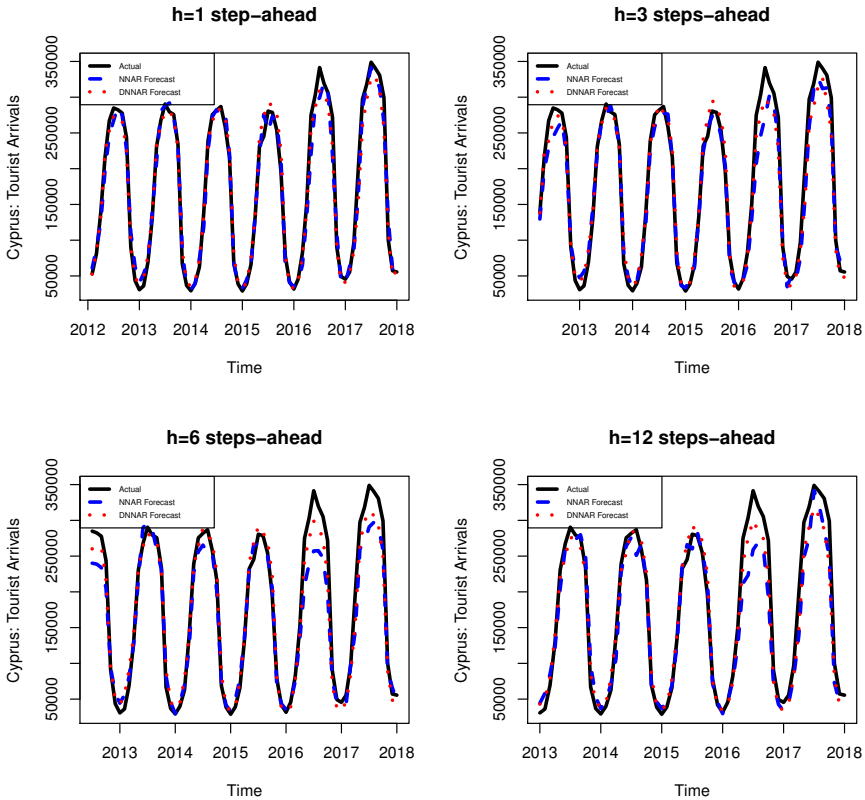 h=1 step−ahead
Cyprus: Tourist Arrivals
350000
250000
150000
50000
Actual
NNAR Forecast
DNNAR Forecast
2012 2013 2014 2015 2016 2017 2018
Time
h=3 steps−ahead
Cyprus: Tourist Arrivals
350000
250000
150000
50000
Actual
NNAR Forecast
DNNAR Forecast
2013 2014 2015 2016 2017 2018
Time
h=6 steps−ahead
Cyprus: Tourist Arrivals
350000
250000
150000
50000
Actual
NNAR Forecast
DNNAR Forecast
2013 2014 2015 2016 2017 2018
Time
h=12 steps−ahead
Cyprus: Tourist Arrivals
350000
250000
150000
50000
Actual
NNAR Forecast
DNNAR Forecast
2013 2014 2015 2016 2017 2018
Time